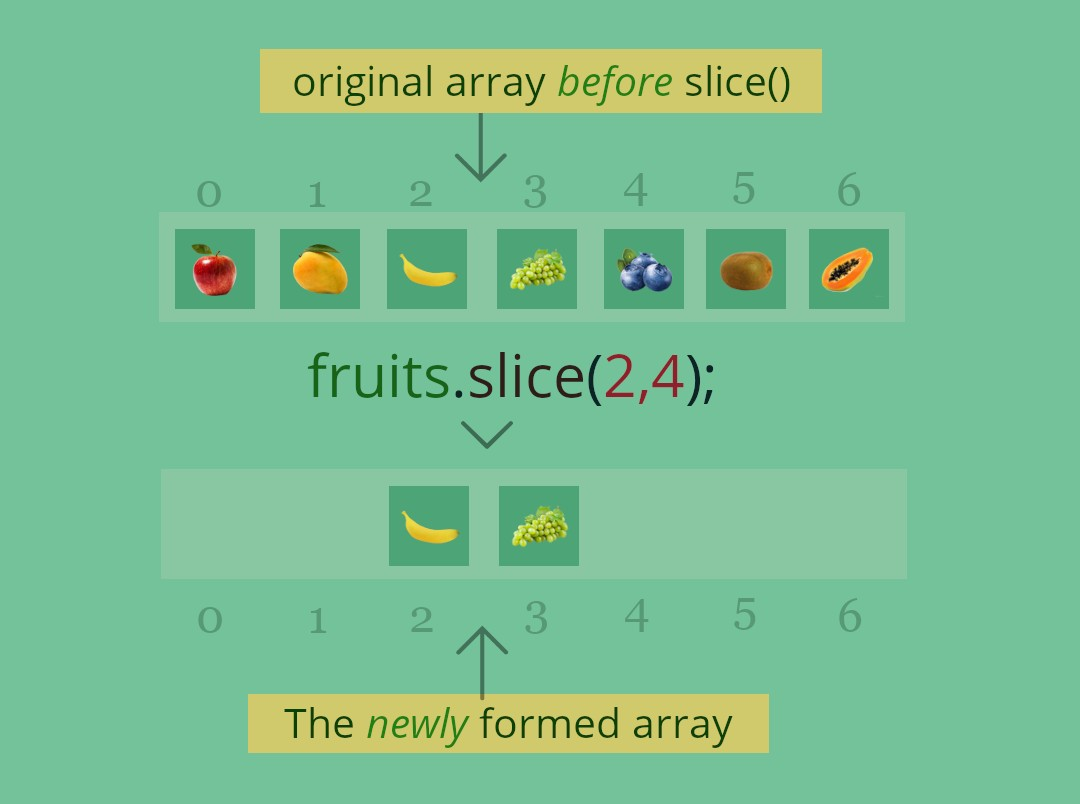 original array before slice()
0 1 2 3 4 5 6
fruits.slice(2,4);
0 1 2 3 4 5 6
The newly formed array